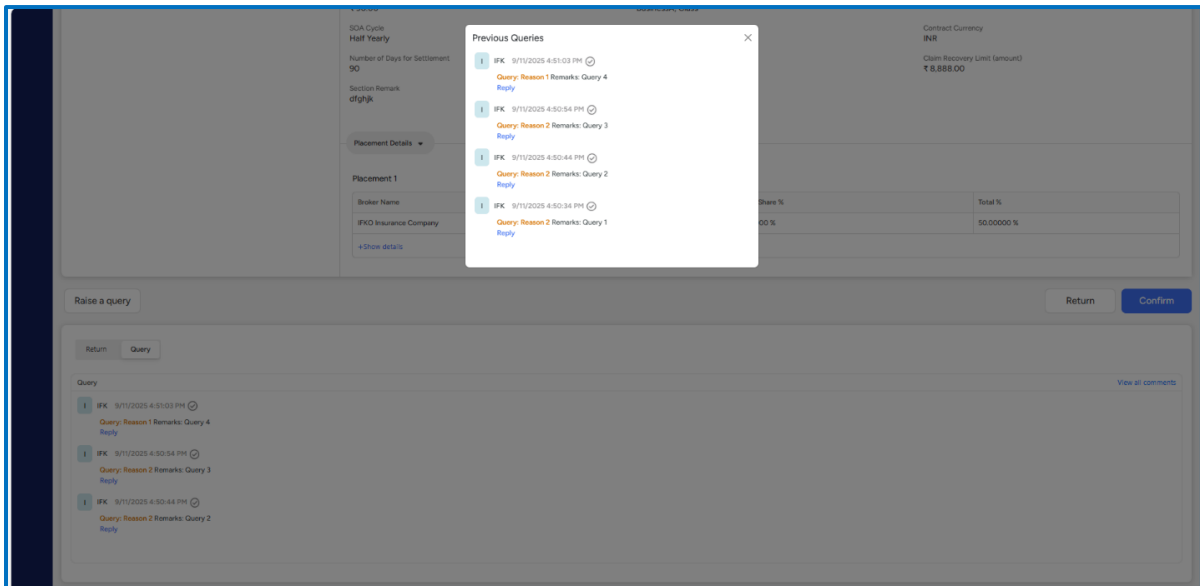 SOA Cycle
Half Yearly
Number of Days for Settlement
90
Section Remark
dfghjk
Contract Currency
INR
Claim Recovery Limit (amount)
₹ 8,888.00
Previous Queries
I IFK 9/11/2025 4:51:03 PM
Query: Reason 1 Remarks: Query 4
Reply
I IFK 9/11/2025 4:50:54 PM
Query: Reason 2 Remarks: Query 3
Reply
I IFK 9/11/2025 4:50:44 PM
Query: Reason 2 Remarks: Query 2
Reply
I IFK 9/11/2025 4:50:34 PM
Query: Reason 2 Remarks: Query 1
Reply
Placement Details
Placement 1
Broker Name Share % Total %
IFKO Insurance Company 00 % 50.00000 %
+Show details
Raise a query Return Confirm
Return Query
Query View all comments
I IFK 9/11/2025 4:51:03 PM
Query: Reason 1 Remarks: Query 4
Reply
I IFK 9/11/2025 4:50:54 PM
Query: Reason 2 Remarks: Query 3
Reply
I IFK 9/11/2025 4:50:44 PM
Query: Reason 2 Remarks: Query 2
Reply